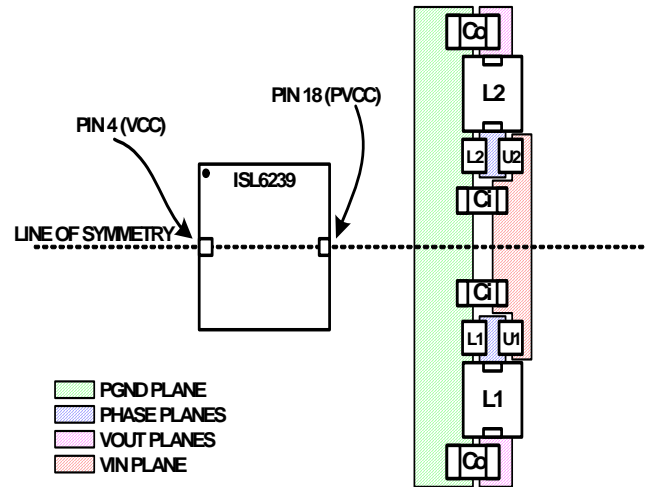 Co
L2
PIN 18 (PVCC)
PIN 4 (VCC)
L2
U2
ISL6239
Ci
LINE OF SYMMETRY
Ci
L1
U1
L1
PGND PLANE
PHASE PLANES
VOUT PLANES
VIN PLANE
Co